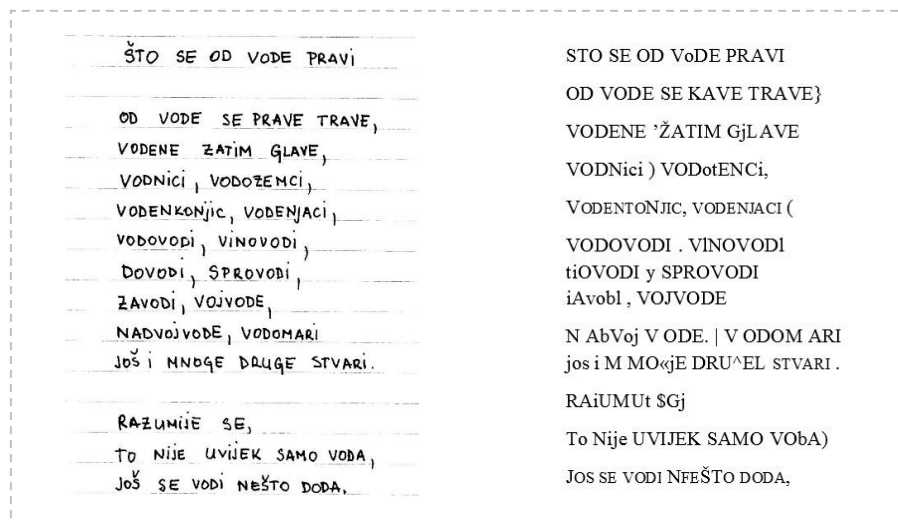 ŠTO SE OD VODE PRAVi
OD VODE SE PRAVE TRAVE,
VODENE ZATIM GLAVE,
VODNiCi, VODOZEMCi,
VODENKONjiC, VODENjACi,
VODOVODi, ViNOVODi,
DOVODi, SPROVODi,
ZAVODi, VOJVODE,
NADVOJVODE, VODOMARi
JOŠ i MNOGE DRUGE STVARi.
RAZUMiJE SE,
TO NiJE UViJEK SAMO VODA,
JOŠ SE VODi NEŠTO DODA.
STO SE OD VoDE PRAVI
OD VODE SE KAVE TRAVE}
VODENE ’ŽATIM GjLAVE
VODNici ) VODotENCi,
VODENTONJIC, VODENJACI (
VODOVODI . VlNOVODl
tiOVODI y SPROVODI
iAvobl , VOJVODE
N AbVoj V ODE. | V ODOM ARI
jos i M MO«jE DRU^EL STVARI .
RAiUMUt $Gj
To Nije UVIJEK SAMO VObA)
JOS SE VODI NFEŠTO DODA,